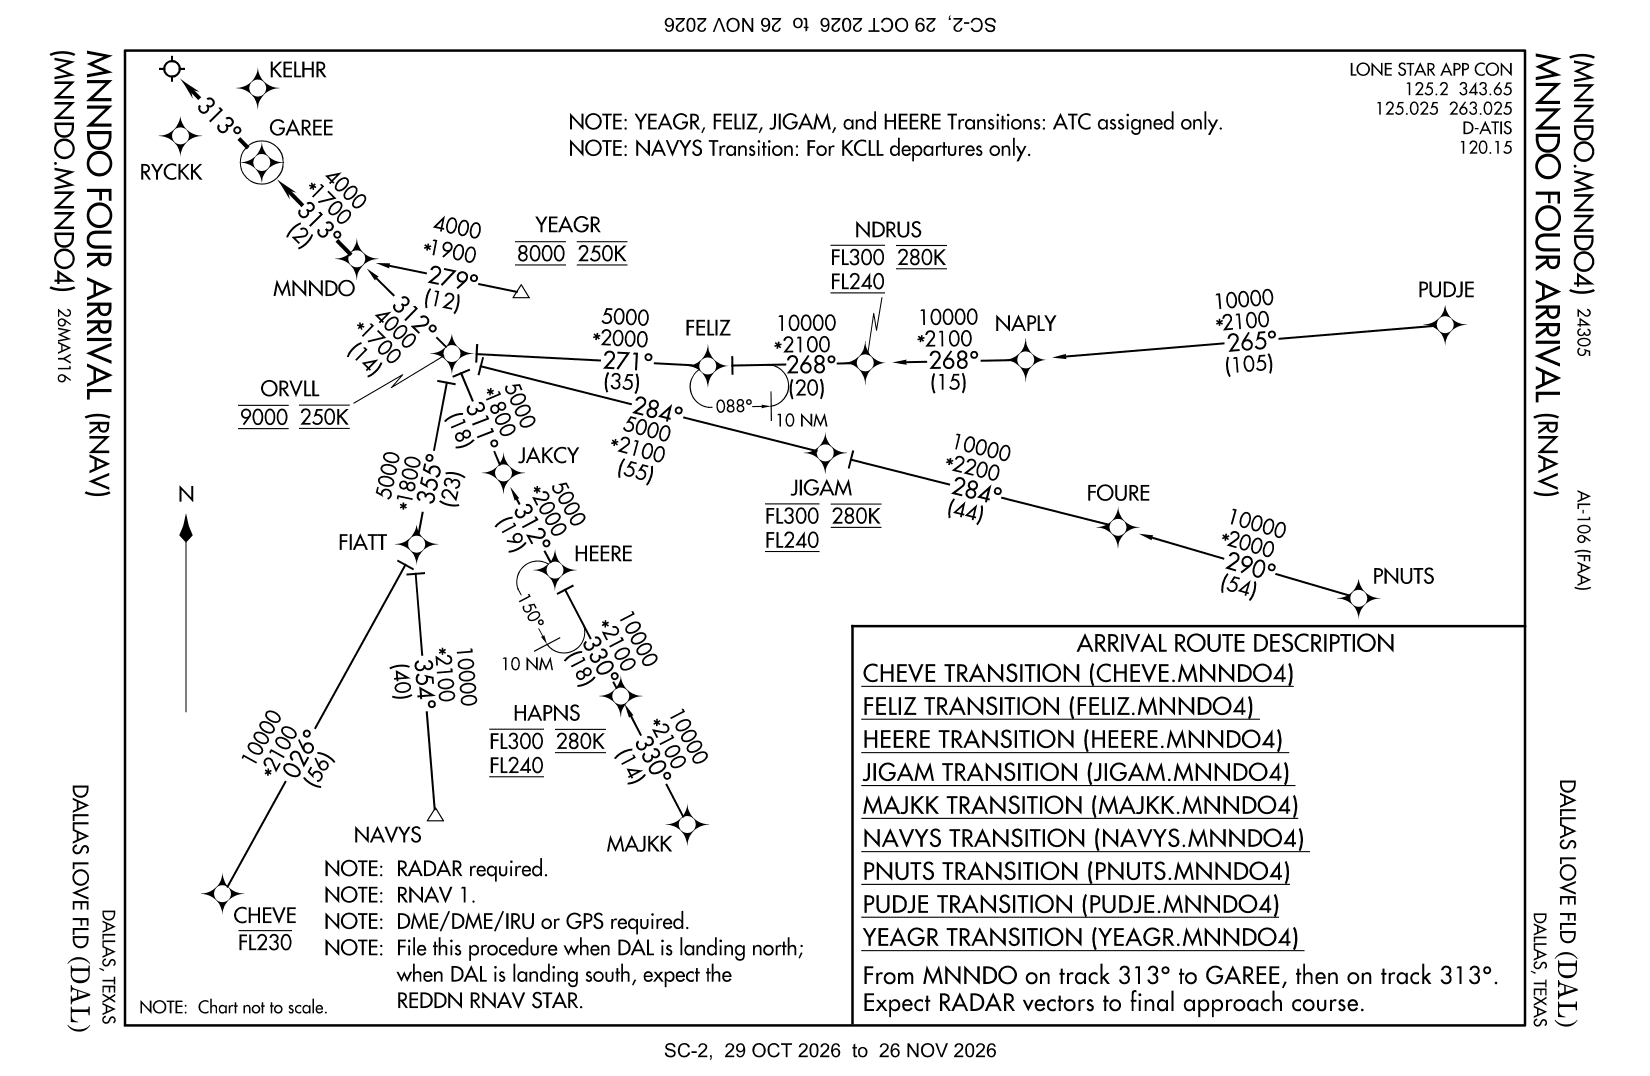 SC-2, 29 OCT 2026 to 26 NOV 2026
MNNDO FOUR ARRIVAL (RNAV)
(MNNDO.MNNDO4) 26MAY16
DALLAS LOVE FLD (DAL)
DALLAS, TEXAS
(MNNDO.MNNDO4) 24305
MNNDO FOUR ARRIVAL (RNAV)
AL-106 (FAA)
DALLAS LOVE FLD (DAL)
DALLAS, TEXAS
LONE STAR APP CON
125.2 343.65
125.025 263.025
D-ATIS
120.15
NOTE: YEAGR, FELIZ, JIGAM, and HEERE Transitions: ATC assigned only.
NOTE: NAVYS Transition: For KCLL departures only.
KELHR
313°
GAREE
RYCKK
4000
*1700
313°
(2)
MNNDO
YEAGR
8000 250K
4000
*1900
279°
(12)
312°
4000
*1700
(14)
ORVLL
9000 250K
5000
*2000
271°
(35)
FELIZ
088°
10 NM
10000
*2100
268°
(20)
NDRUS
FL300 280K
FL240
10000
*2100
268°
(15)
NAPLY
10000
*2100
265°
(105)
PUDJE
284°
5000
*2100
(55)
JIGAM
FL300 280K
FL240
10000
*2200
284°
(44)
FOURE
10000
*2000
290°
(54)
PNUTS
5000
*1800
311°
(18)
JAKCY
5000
*2000
312°
(19)
HEERE
150°
10 NM
10000
*2100
330°
(18)
HAPNS
FL300 280K
FL240
10000
*2100
330°
(14)
MAJKK
5000
*1800
355°
(23)
FIATT
10000
*2100
354°
(40)
NAVYS
10000
*2100
026°
(56)
CHEVE
FL230
N
NOTE: RADAR required.
NOTE: RNAV 1.
NOTE: DME/DME/IRU or GPS required.
NOTE: File this procedure when DAL is landing north;
when DAL is landing south, expect the
REDDN RNAV STAR.
NOTE: Chart not to scale.
ARRIVAL ROUTE DESCRIPTION
CHEVE TRANSITION (CHEVE.MNNDO4)
FELIZ TRANSITION (FELIZ.MNNDO4)
HEERE TRANSITION (HEERE.MNNDO4)
JIGAM TRANSITION (JIGAM.MNNDO4)
MAJKK TRANSITION (MAJKK.MNNDO4)
NAVYS TRANSITION (NAVYS.MNNDO4)
PNUTS TRANSITION (PNUTS.MNNDO4)
PUDJE TRANSITION (PUDJE.MNNDO4)
YEAGR TRANSITION (YEAGR.MNNDO4)
From MNNDO on track 313° to GAREE, then on track 313°.
Expect RADAR vectors to final approach course.
SC-2, 29 OCT 2026 to 26 NOV 2026